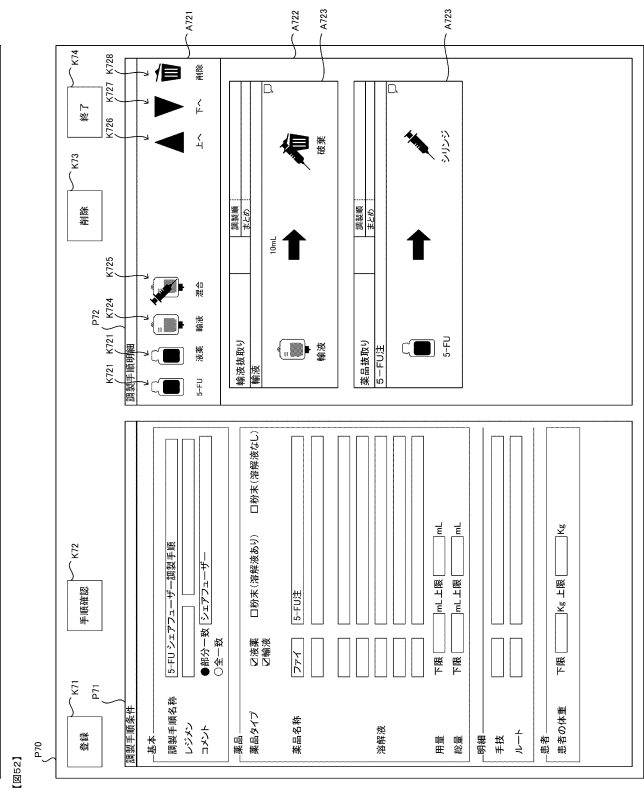 【図52】
P70
K71
登録
K72
手順確認
K73
削除
K74
終了
P71
調製手順条件
基本
調製手順名称 5-FU シェアフューザー調製手順
レジメン
コメント ●部分一致 シェアフューザー
○全一致
薬品
薬品タイプ ☑液薬 □粉末(溶解液あり) □粉末(溶解液なし)
☑輸液
薬品名称 ファイ 5-FU注
溶解液
用量 下限 mL 上限 mL
総量 mL 上限 mL
明細
手技
ルート
患者
患者の体重 下限 Kg 上限 Kg
P72
調製手順明細
K721 K721 K724 K725 K726 K727 K728
5-FU 液薬 輸液 混合 上へ 下へ 削除
A721
A722
輸液抜取り 調製順
輸液 まとめ
10mL
輸液 破棄
A723
薬品抜取り 調製順
5-FU注 まとめ
5-FU シリンジ
A723